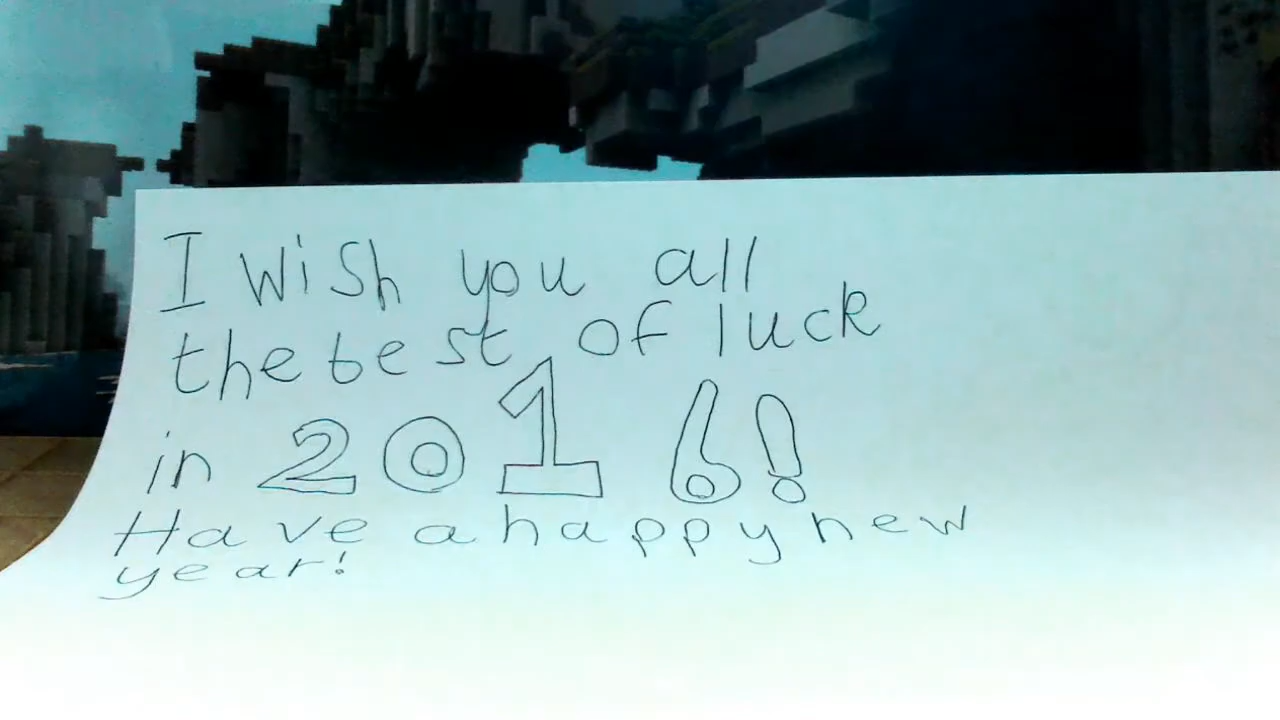 I wish you all
the best of luck
in 2016!
Have a happy new
year!